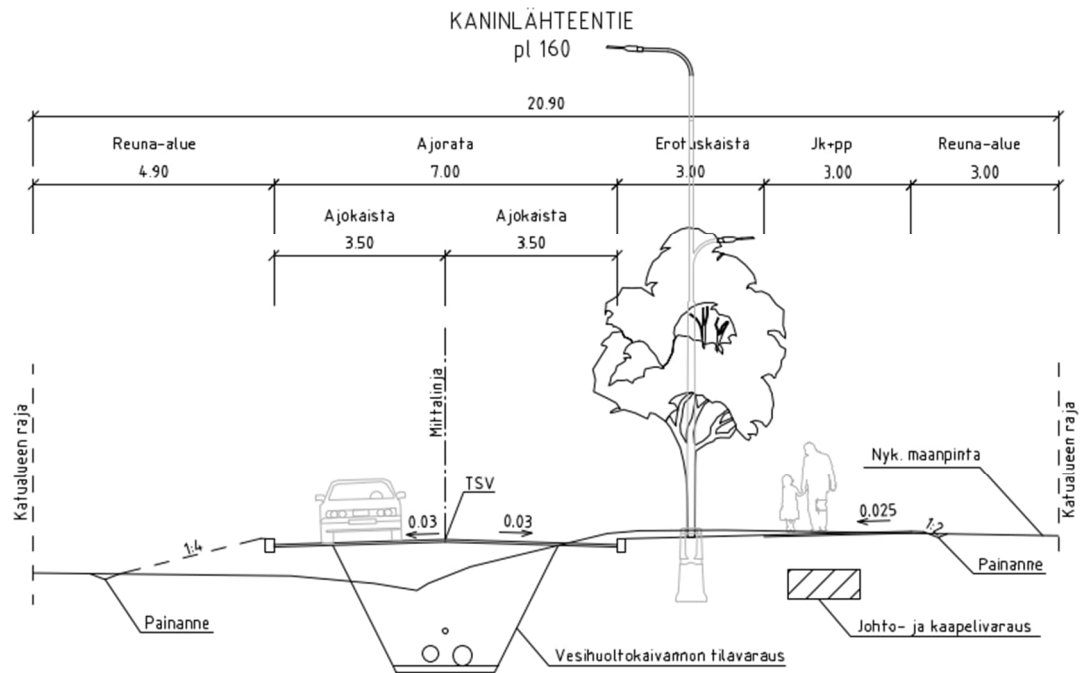 KANINLÄHTEENTIE
pl 160
20.90
Reuna-alue
Ajorata
Erotuskaista
Jk+pp
Reuna-alue
4.90
7.00
3.00
3.00
3.00
Ajokaista
Ajokaista
3.50
3.50
Katualueen raja
Mittalinja
Katualueen raja
Nyk. maanpinta
TSV
0.03
0.03
0.025
1:4
1:2
Painanne
Painanne
Johto- ja kaapelivaraus
Vesihuoltokaivannon tilavaraus